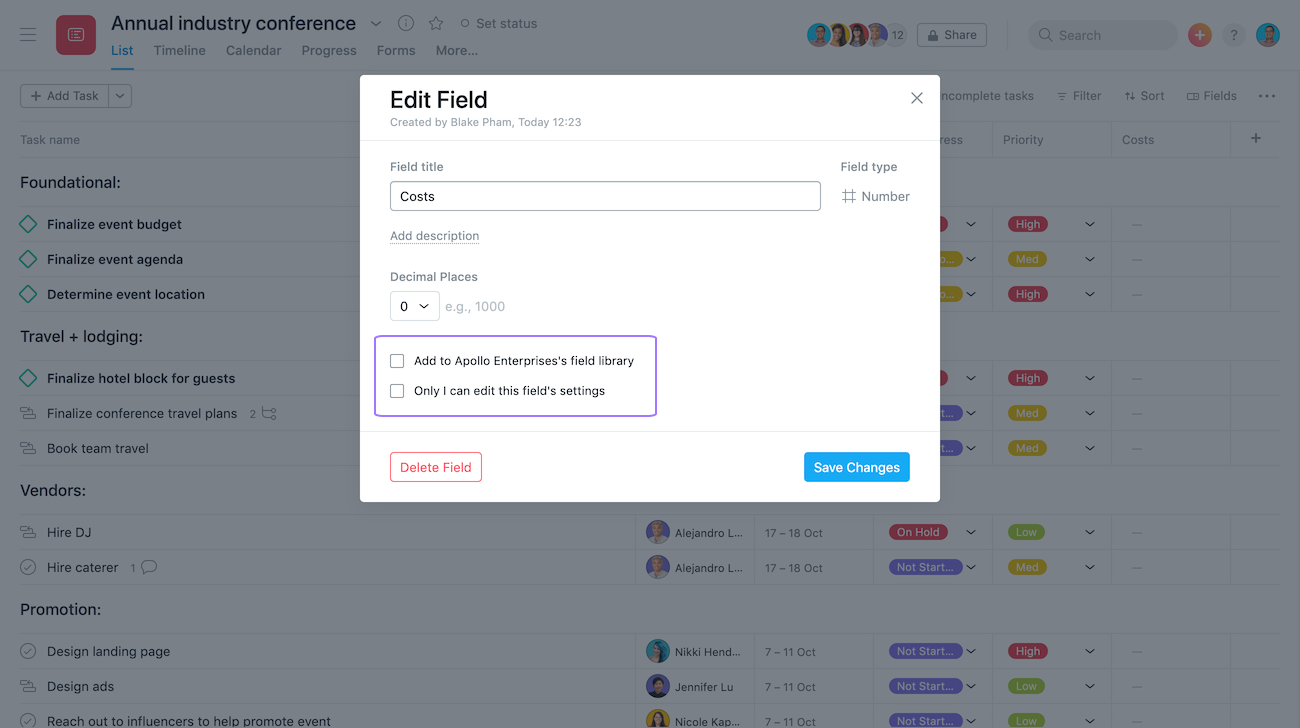 Annual industry conference
Set status
List Timeline Calendar Progress Forms More...
12
Share
Search
?
Add Task
ncomplete tasks
Filter
Sort
Fields
Task name
ress
Priority
Costs
Edit Field
Created by Blake Pham, Today 12:23
Field title
Field type
Costs
Number
Add description
Decimal Places
0
e.g., 1000
Add to Apollo Enterprises's field library
Only I can edit this field's settings
Delete Field
Save Changes
Foundational:
Finalize event budget High —
Finalize event agenda o... Med —
Determine event location o... High —
Travel + lodging:
Finalize hotel block for guests High —
Finalize conference travel plans 2 t... Med —
Book team travel t... Med —
Vendors:
Hire DJ Alejandro L... 17 – 18 Oct On Hold Low —
Hire caterer 1 Alejandro L... 17 – 18 Oct Not Start... Med —
Promotion:
Design landing page Nikki Hend... 7 – 11 Oct Not Start... High —
Design ads Jennifer Lu 7 – 11 Oct Not Start... Low —
Reach out to influencers to help promote event Nicole Kap... 7 – 11 Oct Not Start... Low —